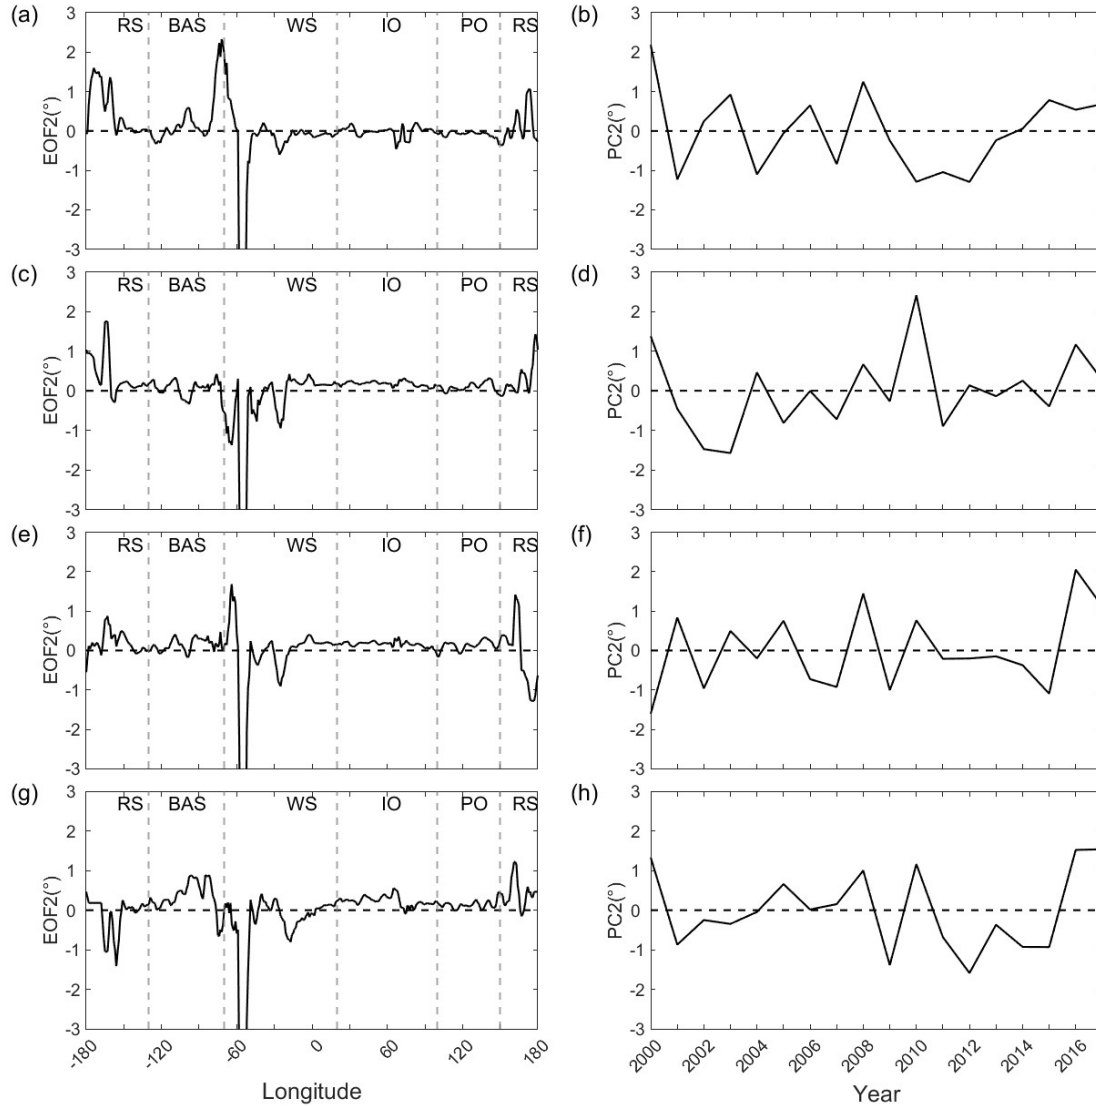 (a)
3
2
1
0
-1
-2
-3
EOF2(°)
RS BAS WS IO PO RS
(b)
3
2
1
0
-1
-2
-3
PC2(°)
(c)
3
2
1
0
-1
-2
-3
EOF2(°)
RS BAS WS IO PO RS
(d)
3
2
1
0
-1
-2
-3
PC2(°)
(e)
3
2
1
0
-1
-2
-3
EOF2(°)
RS BAS WS IO PO RS
(f)
3
2
1
0
-1
-2
-3
PC2(°)
(g)
3
2
1
0
-1
-2
-3
EOF2(°)
RS BAS WS IO PO RS
-180 -120 -60 0 60 120 180
Longitude
(h)
3
2
1
0
-1
-2
-3
PC2(°)
2000 2002 2004 2006 2008 2010 2012 2014 2016
Year